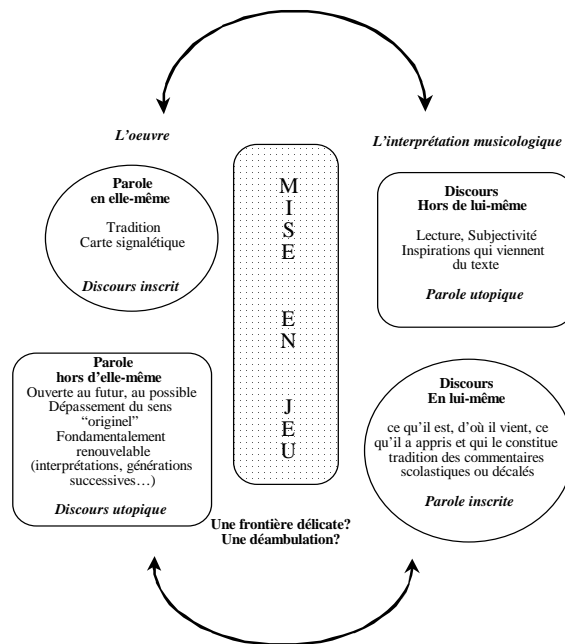 L'oeuvre
Parole
en elle-même
Tradition
Carte signalétique
Discours inscrit
Parole
hors d'elle-même
Ouverte au futur, au possible
Dépassement du sens
“originel”
Fondamentalement
renouvelable
(interprétations, générations
successives…)
Discours utopique
M
I
S
E
E
N
J
E
U
Une frontière délicate?
Une déambulation?
L'interprétation musicologique
Discours
Hors de lui-même
Lecture, Subjectivité
Inspirations qui viennent
du texte
Parole utopique
Discours
En lui-même
ce qu'il est, d'où il vient, ce
qu'il a appris et qui le constitue
tradition des commentaires
scolastiques ou décalés
Parole inscrite